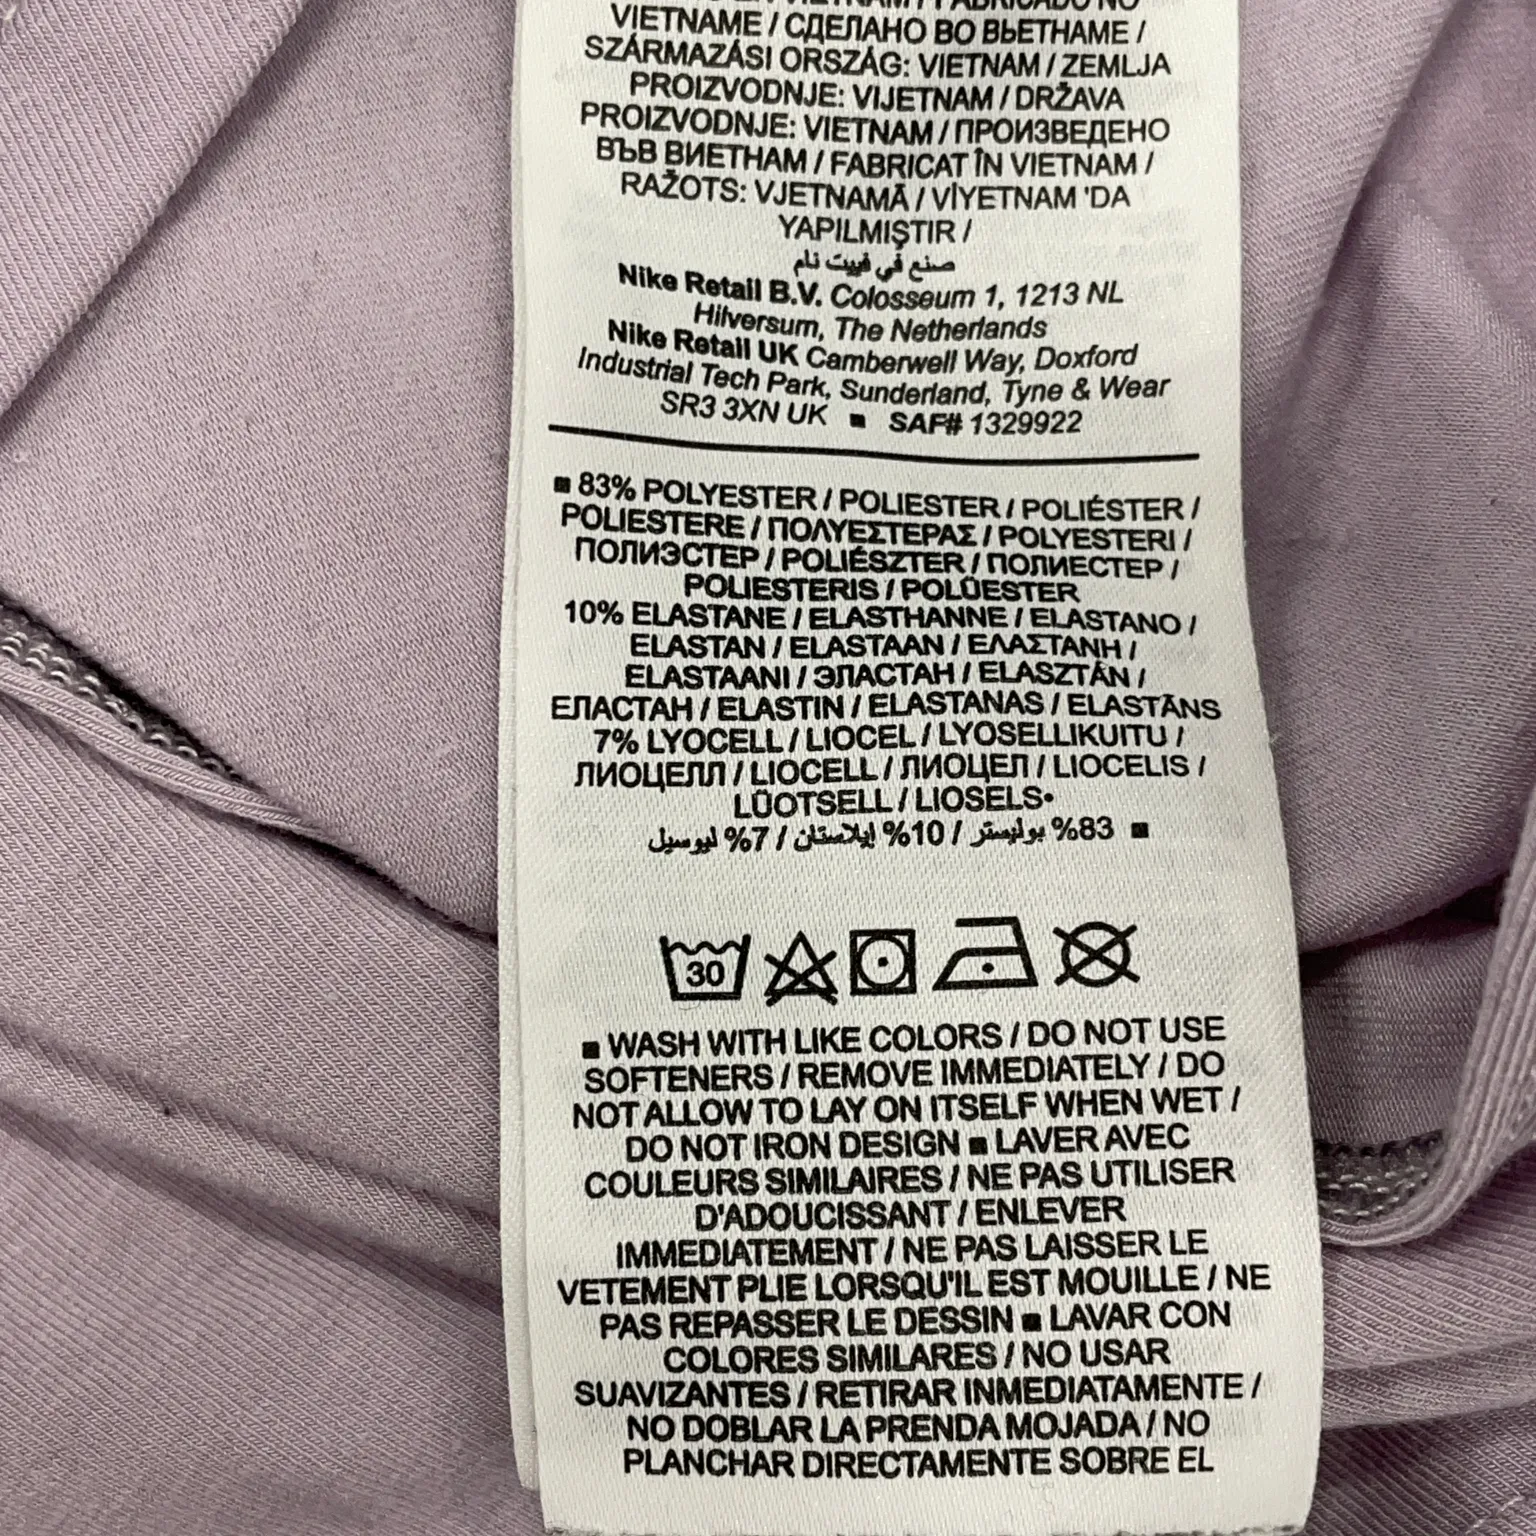 VIETNAM / FABRICADO NO
VIETNAME / СДЕЛАНО ВО ВЬЕТНАМЕ /
SZÁRMAZÁSI ORSZÁG: VIETNAM / ZEMLJA
PROIZVODNJE: VIJETNAM / DRŽAVA
PROIZVODNJE: VIETNAM / ПРОИЗВЕДЕНО
ВЪВ ВИЕТНАМ / FABRICAT ÎN VIETNAM /
RAŽOTS: VJETNAMĀ / VİYETNAM 'DA
YAPILMIŞTIR /
صنع في فييت نام
Nike Retail B.V. Colosseum 1, 1213 NL
Hilversum, The Netherlands
Nike Retail UK Camberwell Way, Doxford
Industrial Tech Park, Sunderland, Tyne & Wear
SR3 3XN UK ■ SAF# 1329922
■ 83% POLYESTER / POLIESTER / POLIÉSTER /
POLIESTERE / ΠΟΛΥΕΣΤΕΡΑΣ / POLYESTERI /
ПОЛИЭСТЕР / POLIÉSZTER / ПОЛИЕСТЕР /
POLIESTERIS / POLÜESTER
10% ELASTANE / ELASTHANNE / ELASTANO /
ELASTAN / ELASTAAN / ΕΛΑΣΤΑΝΗ /
ELASTAANI / ЭЛАСТАН / ELASZTÁN /
ЕЛАСТАН / ELASTIN / ELASTANAS / ELASTĀNS
7% LYOCELL / LIOCEL / LYOSELLIKUITU /
ЛИОЦЕЛЛ / LIOCELL / ЛИОЦЕЛ / LIOCELIS /
LÜOTSELL / LIOSELS•
■ 83% بوليستر / 10% إيلاستان / 7% ليوسيل
30
■ WASH WITH LIKE COLORS / DO NOT USE
SOFTENERS / REMOVE IMMEDIATELY / DO
NOT ALLOW TO LAY ON ITSELF WHEN WET /
DO NOT IRON DESIGN ■ LAVER AVEC
COULEURS SIMILAIRES / NE PAS UTILISER
D'ADOUCISSANT / ENLEVER
IMMEDIATEMENT / NE PAS LAISSER LE
VETEMENT PLIE LORSQU'IL EST MOUILLE / NE
PAS REPASSER LE DESSIN ■ LAVAR CON
COLORES SIMILARES / NO USAR
SUAVIZANTES / RETIRAR INMEDIATAMENTE /
NO DOBLAR LA PRENDA MOJADA / NO
PLANCHAR DIRECTAMENTE SOBRE EL